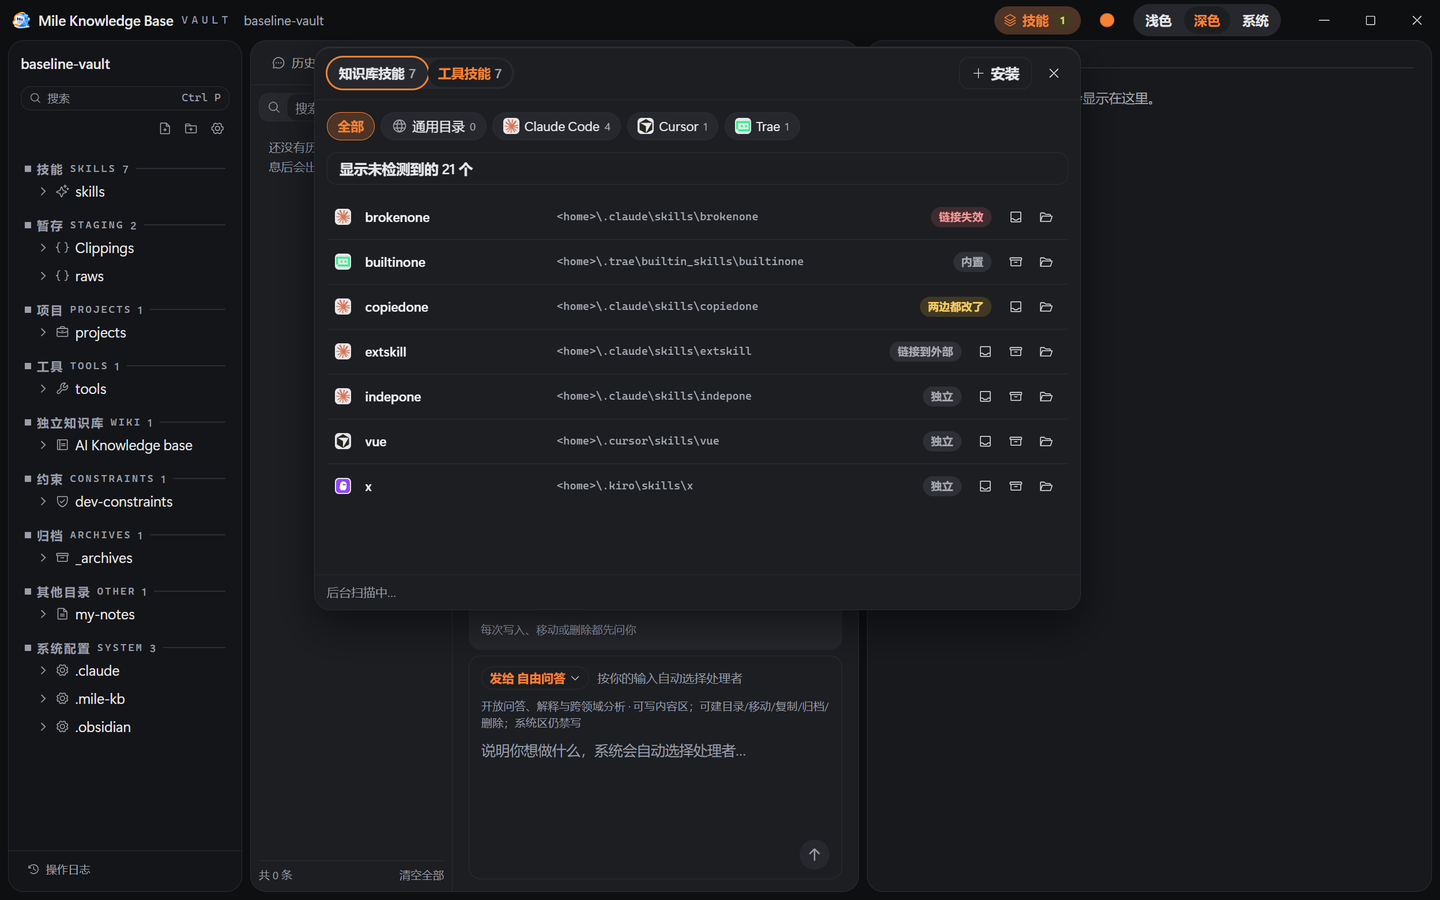 Mile Knowledge Base VAULT baseline-vault
技能 1
浅色 深色 系统
baseline-vault
搜索 Ctrl P
技能 SKILLS 7
skills
暂存 STAGING 2
Clippings
raws
项目 PROJECTS 1
projects
工具 TOOLS 1
tools
独立知识库 WIKI 1
AI Knowledge base
约束 CONSTRAINTS 1
dev-constraints
归档 ARCHIVES 1
_archives
其他目录 OTHER 1
my-notes
系统配置 SYSTEM 3
.claude
.mile-kb
.obsidian
操作日志
历史
搜索
还没有历
息后会出
共 0 条 清空全部
知识库技能 7 工具技能 7
安装
全部 通用目录 0 Claude Code 4 Cursor 1 Trae 1
显示未检测到的 21 个
brokenone <home>\.claude\skills\brokenone 链接失效
builtinone <home>\.trae\builtin_skills\builtinone 内置
copiedone <home>\.claude\skills\copiedone 两边都改了
extskill <home>\.claude\skills\extskill 链接到外部
indepone <home>\.claude\skills\indepone 独立
vue <home>\.cursor\skills\vue 独立
x <home>\.kiro\skills\x 独立
后台扫描中...
每次写入、移动或删除都先问你
发给 自由问答 按你的输入自动选择处理者
开放问答、解释与跨领域分析 · 可写内容区；可建目录/移动/复制/归档/
删除；系统区仍禁写
说明你想做什么，系统会自动选择处理者...
显示在这里。